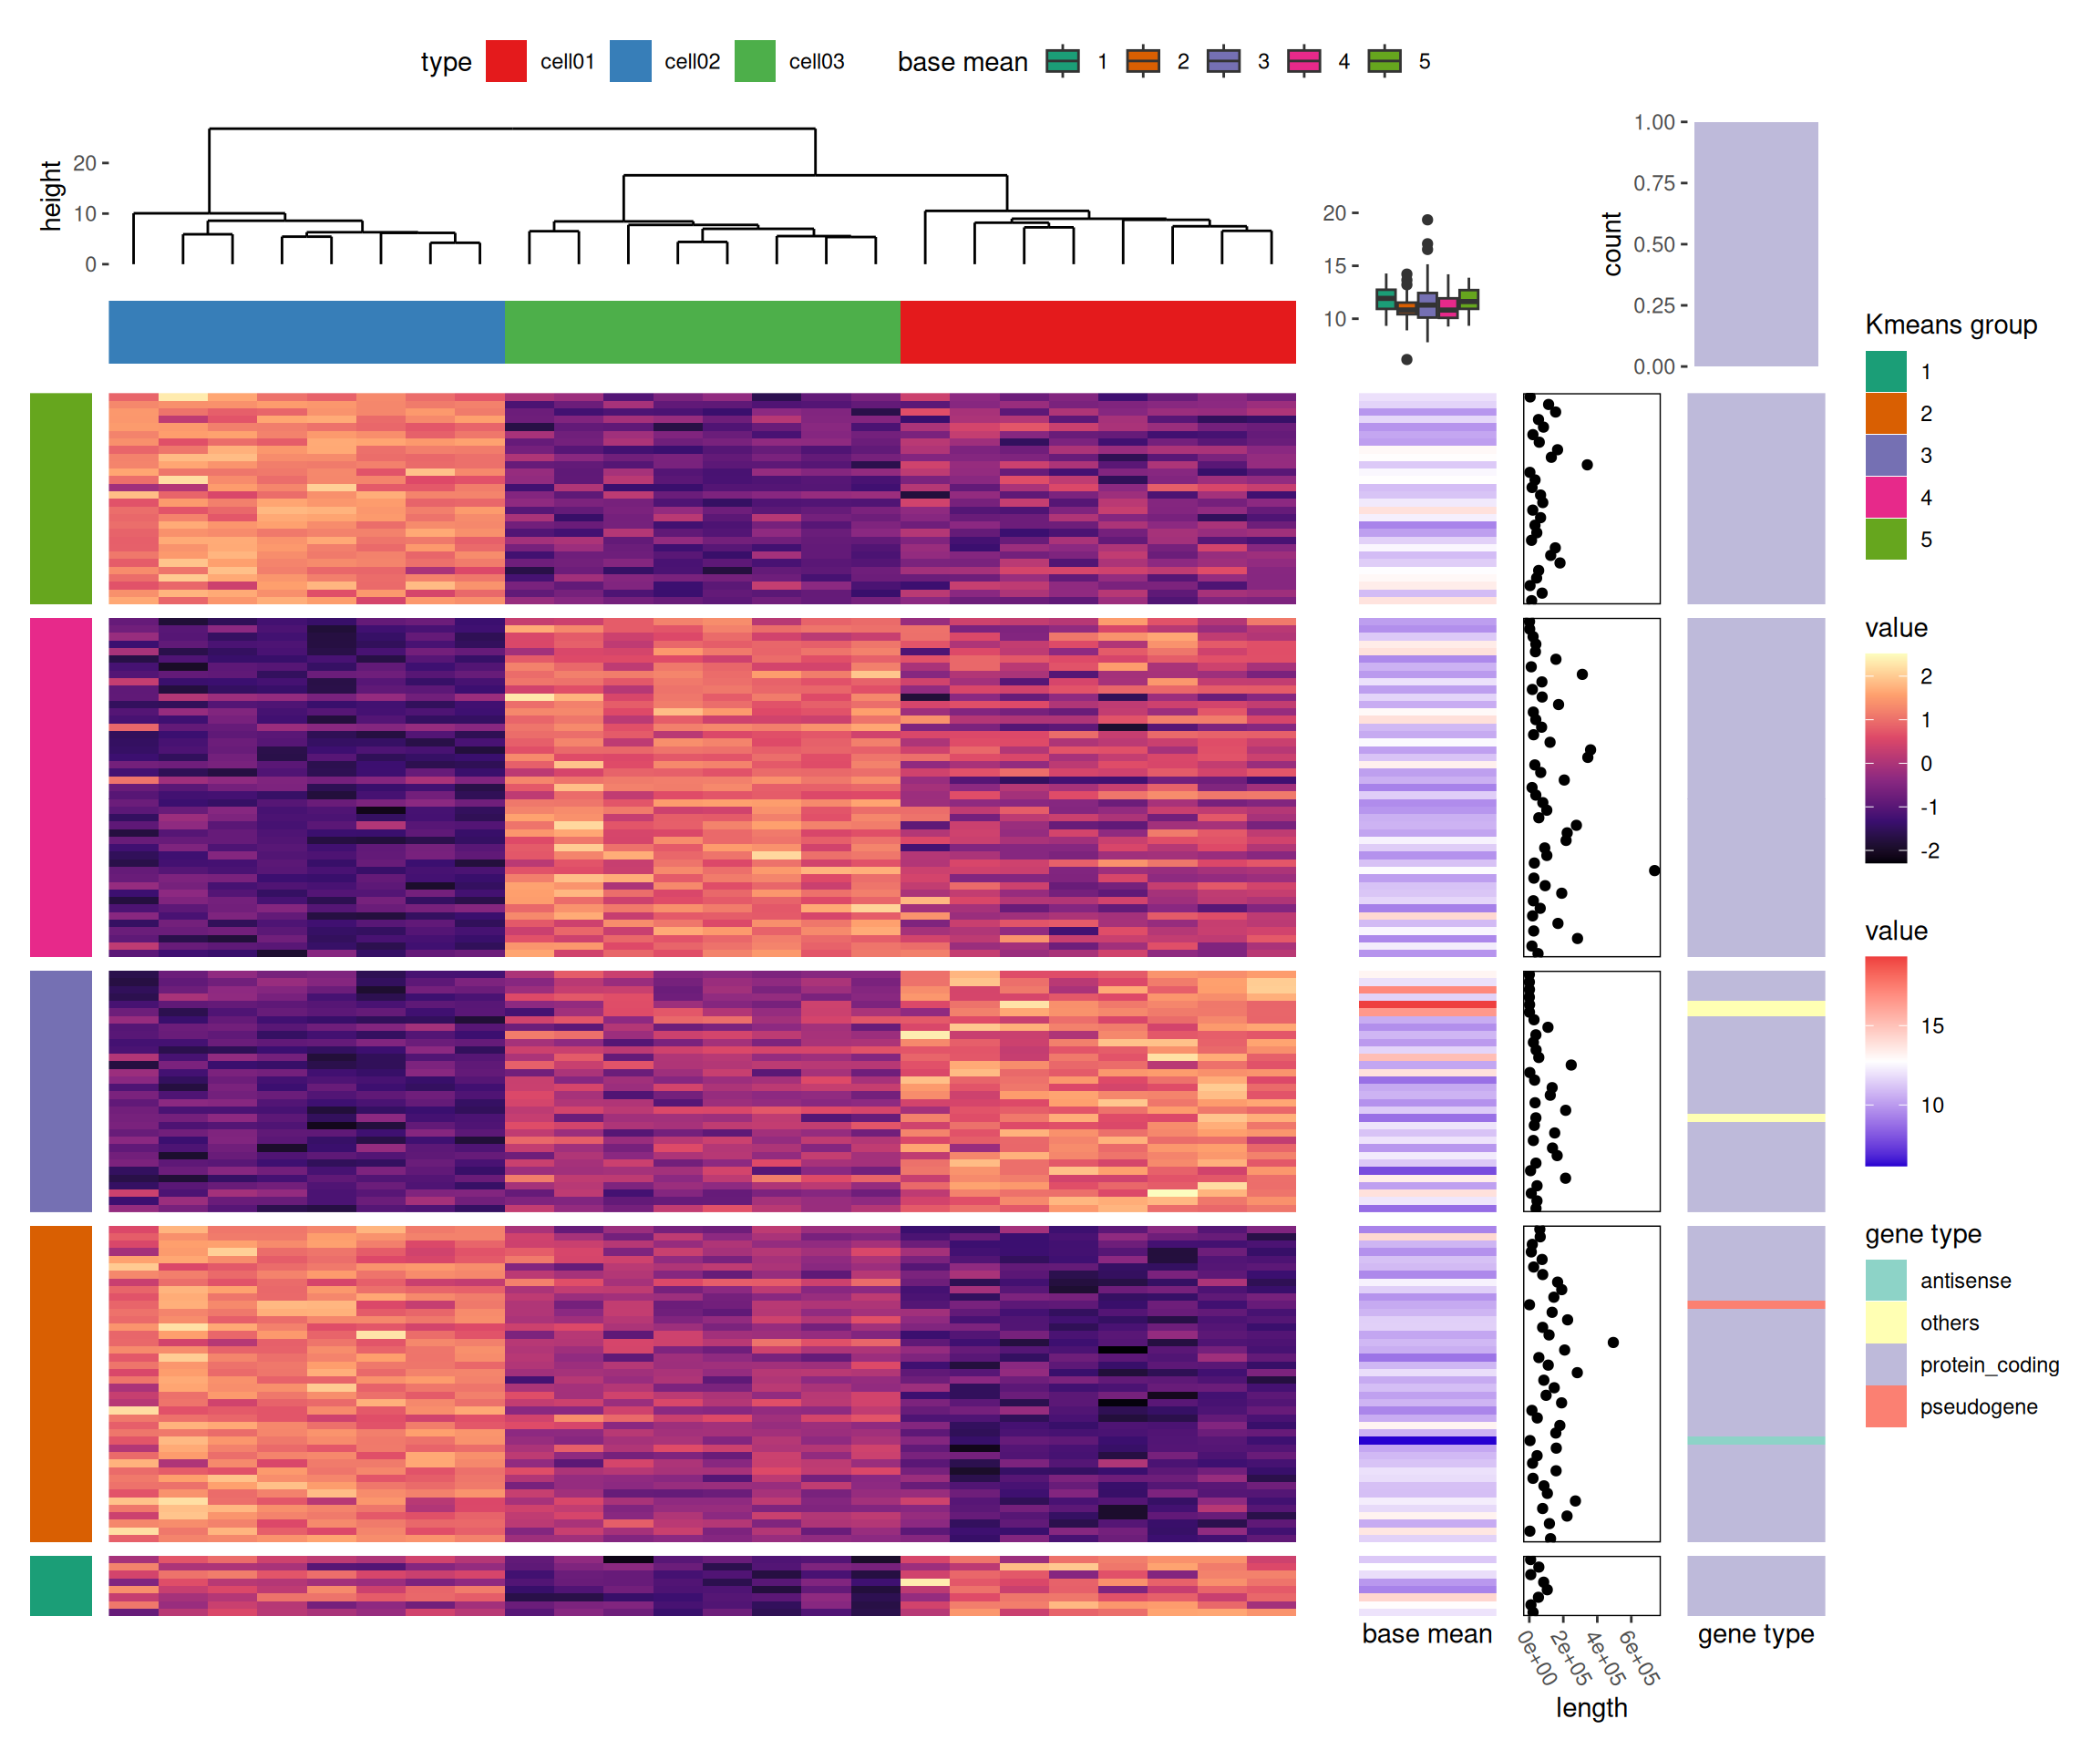 type cell01 cell02 cell03 base mean 1 2 3 4 5
height
20
10
0
20
15
10
count
1.00
0.75
0.50
0.25
0.00
Kmeans group
1
2
3
4
5
value
2
1
0
-1
-2
value
15
10
gene type
antisense
others
protein_coding
pseudogene
base mean
0e+00 2e+05 4e+05 6e+05
length
gene type